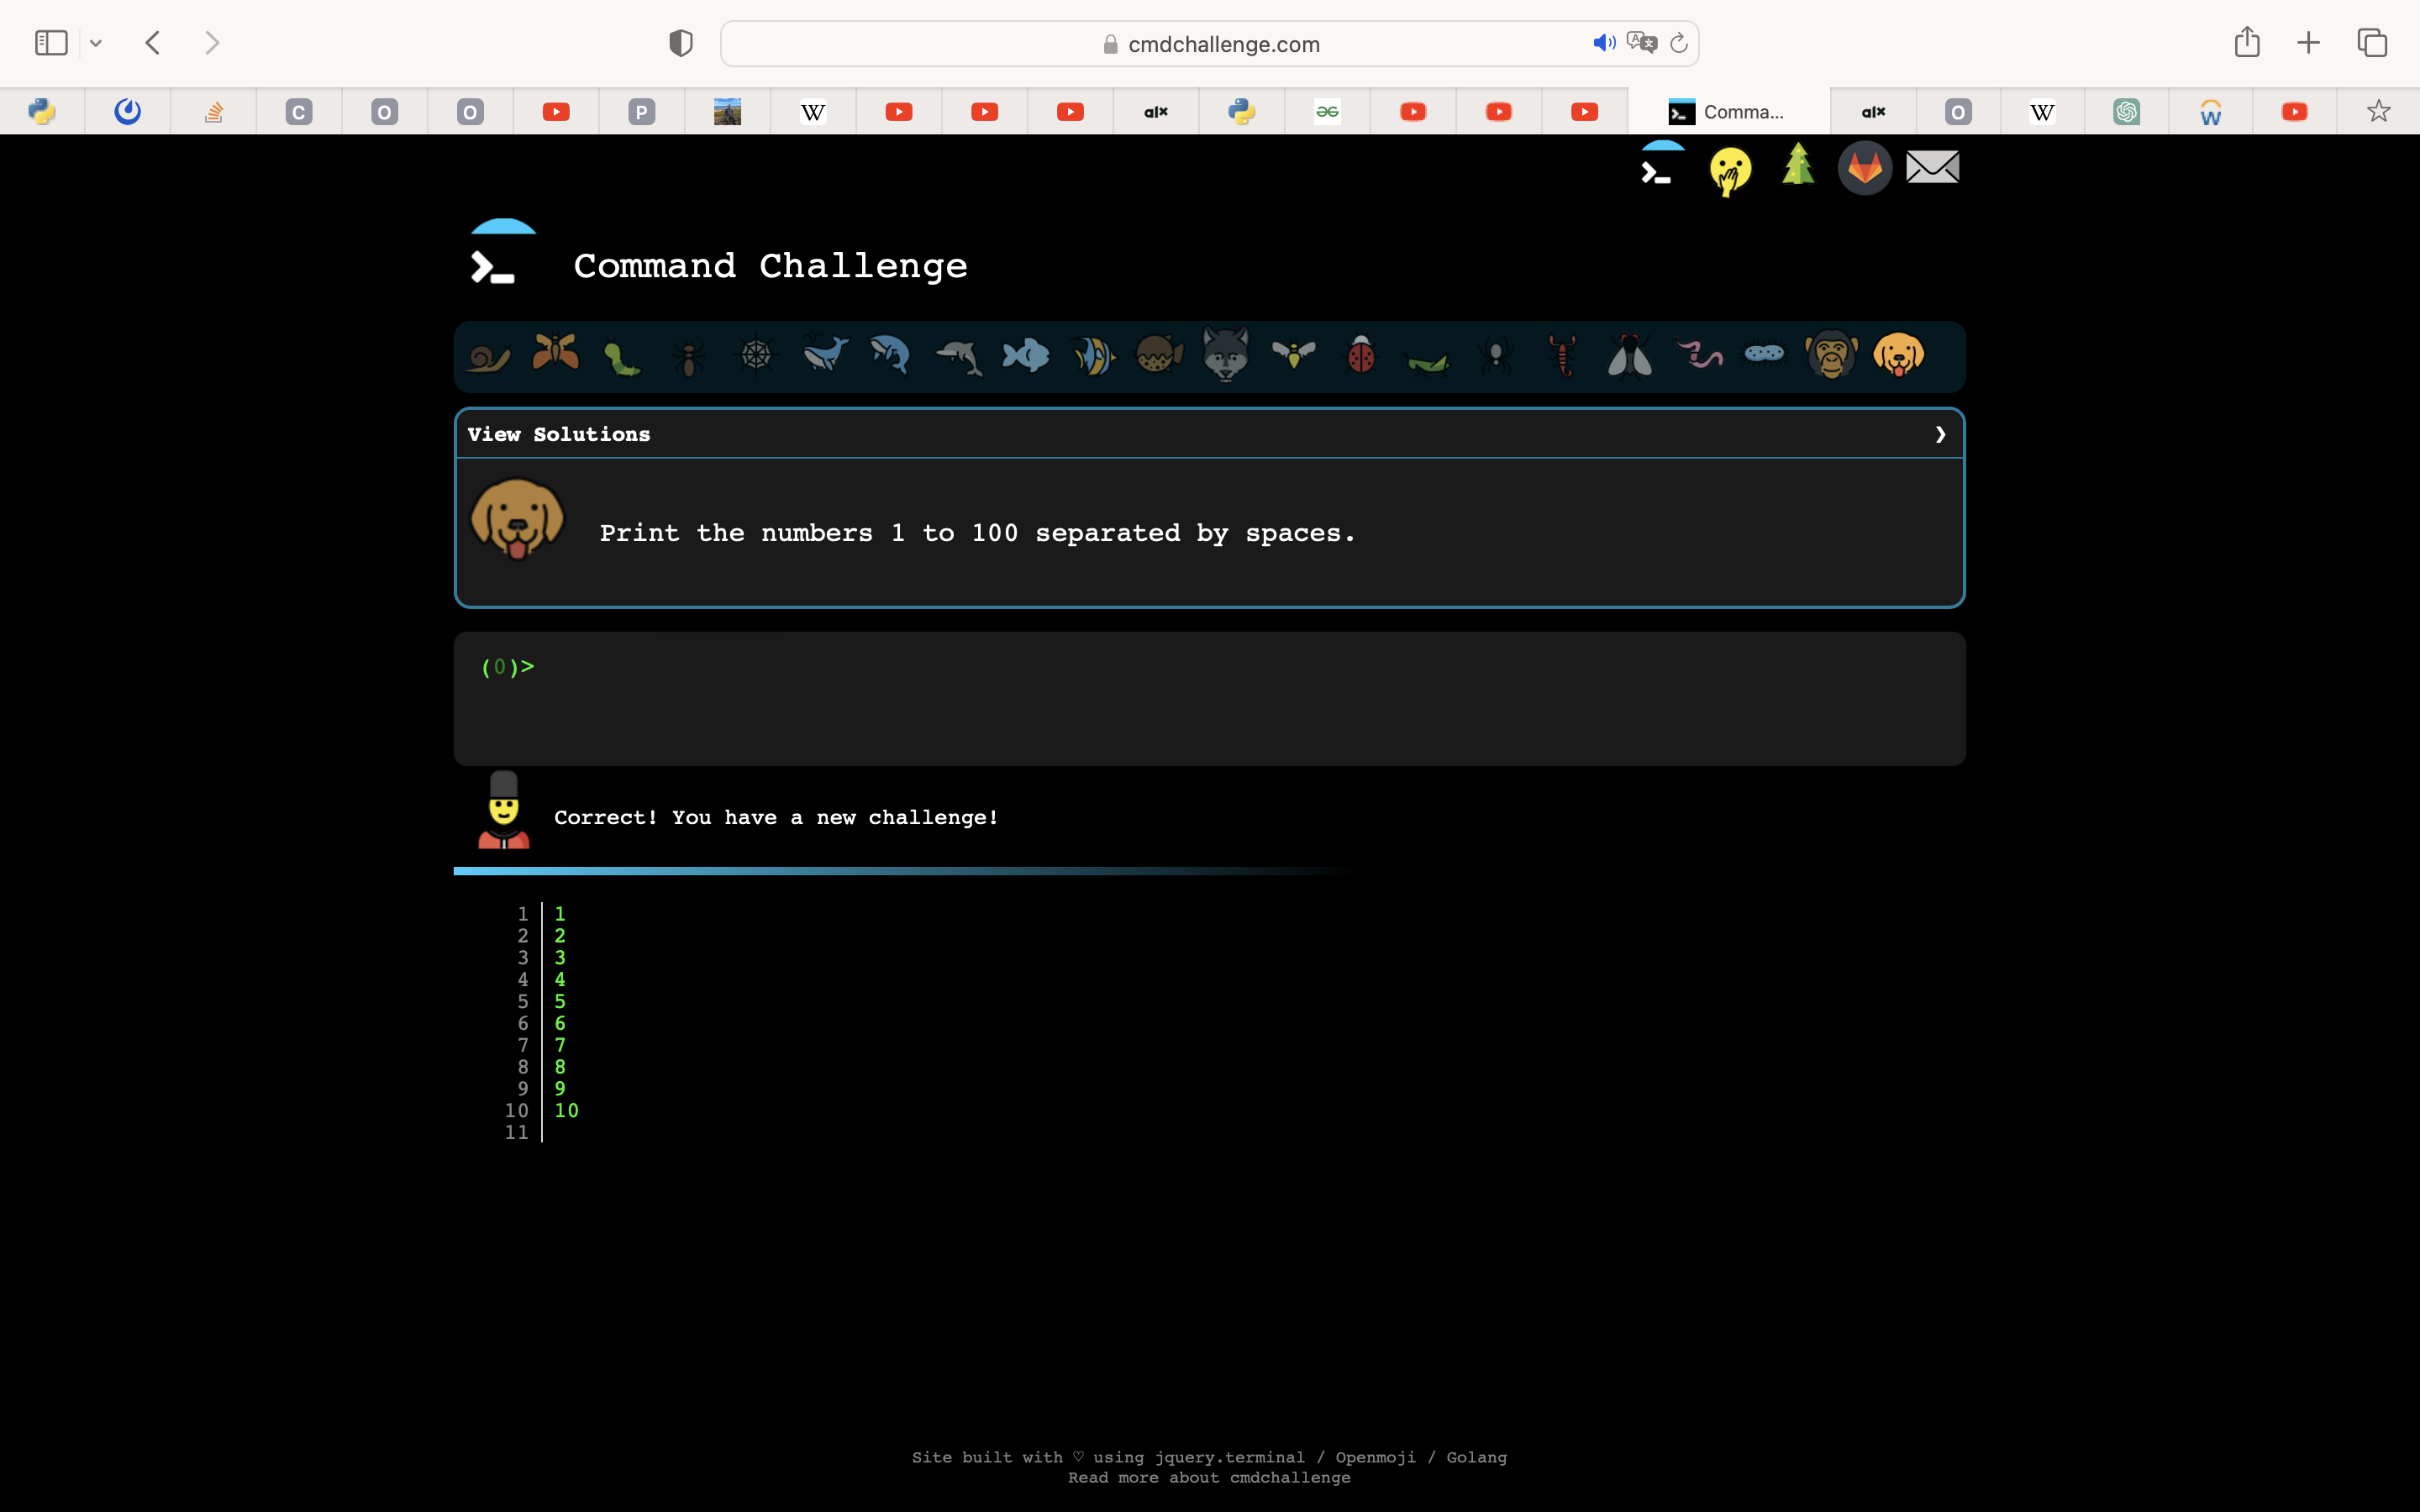 cmdchallenge.com
C
O
O
P
W
alx
Comma...
alx
O
W
W
Command Challenge
View Solutions
Print the numbers 1 to 100 separated by spaces.
(0)>
Correct! You have a new challenge!
1 1
2 2
3 3
4 4
5 5
6 6
7 7
8 8
9 9
10 10
11
Site built with ♡ using jquery.terminal / Openmoji / Golang
Read more about cmdchallenge